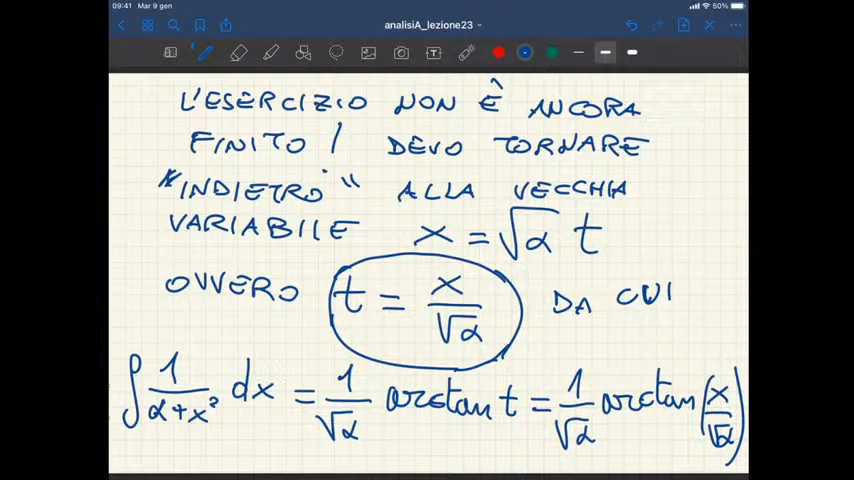 09:41 Mar 9 gen
50%
analisiA_lezione23
L'ESERCIZIO NON È ANCORA
FINITO! DEVO TORNARE
"INDIETRO" ALLA VECCHIA
VARIABILE x = √α t
OVVERO t = x/√α DA CUI
∫ 1/(α+x²) dx = 1/√α arctan t = 1/√α arctan(x/√α)